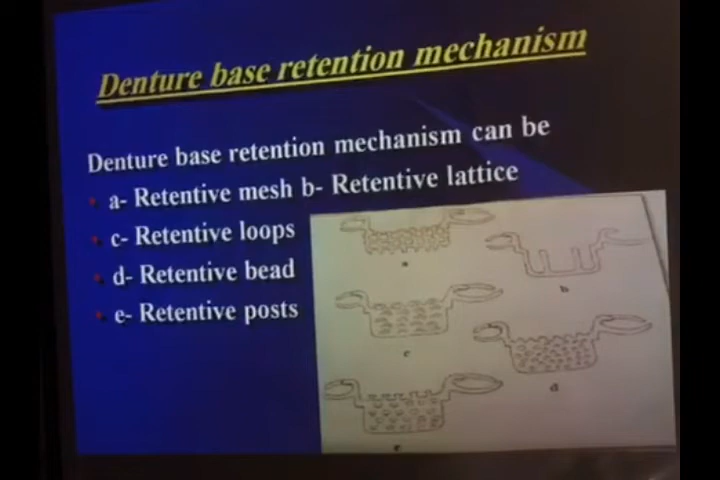 Denture base retention mechanism
Denture base retention mechanism can be
a- Retentive mesh b- Retentive lattice
c- Retentive loops
d- Retentive bead
e- Retentive posts
a
b
c
d
e